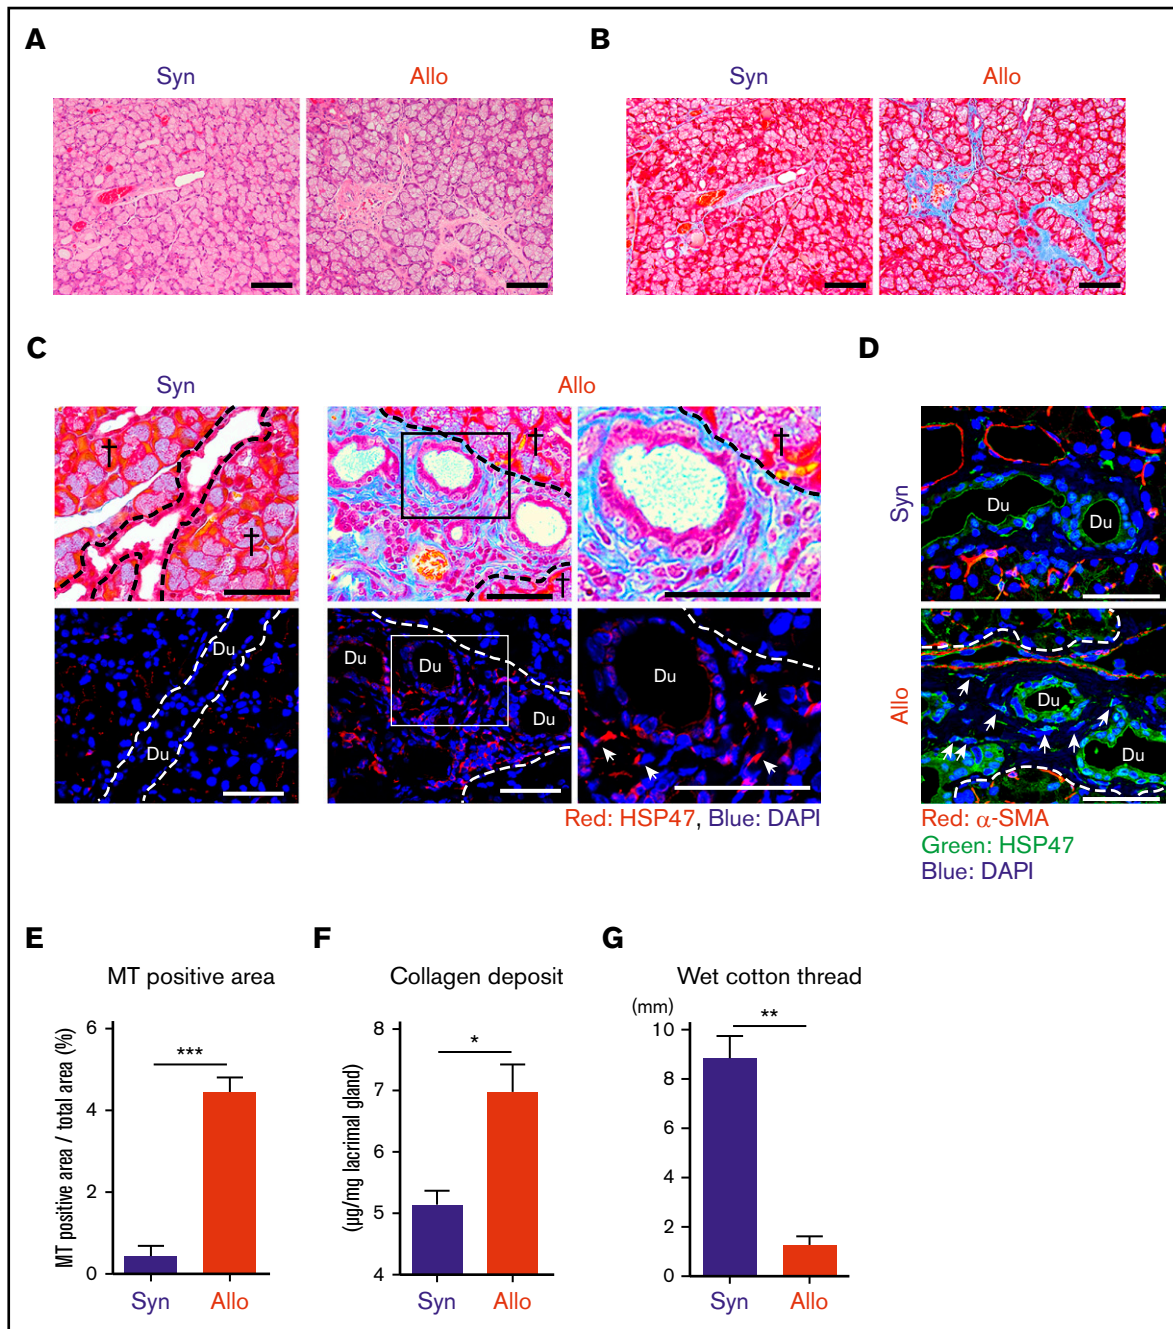 A
B
Syn
Allo
Syn
Allo
C
D
Syn
Allo
†
†
†
†
†
Du
Du
Du
Du
Du
Du
Red: HSP47, Blue: DAPI
Syn
Du
Du
Allo
Du
Du
Red: α-SMA
Green: HSP47
Blue: DAPI
E
F
G
MT positive area
MT positive area / total area (%)
6
4
2
0
***
Syn
Allo
Collagen deposit
(μg/mg lacrimal gland)
8
7
6
5
4
*
Syn
Allo
Wet cotton thread
(mm)
10
8
6
4
2
0
**
Syn
Allo